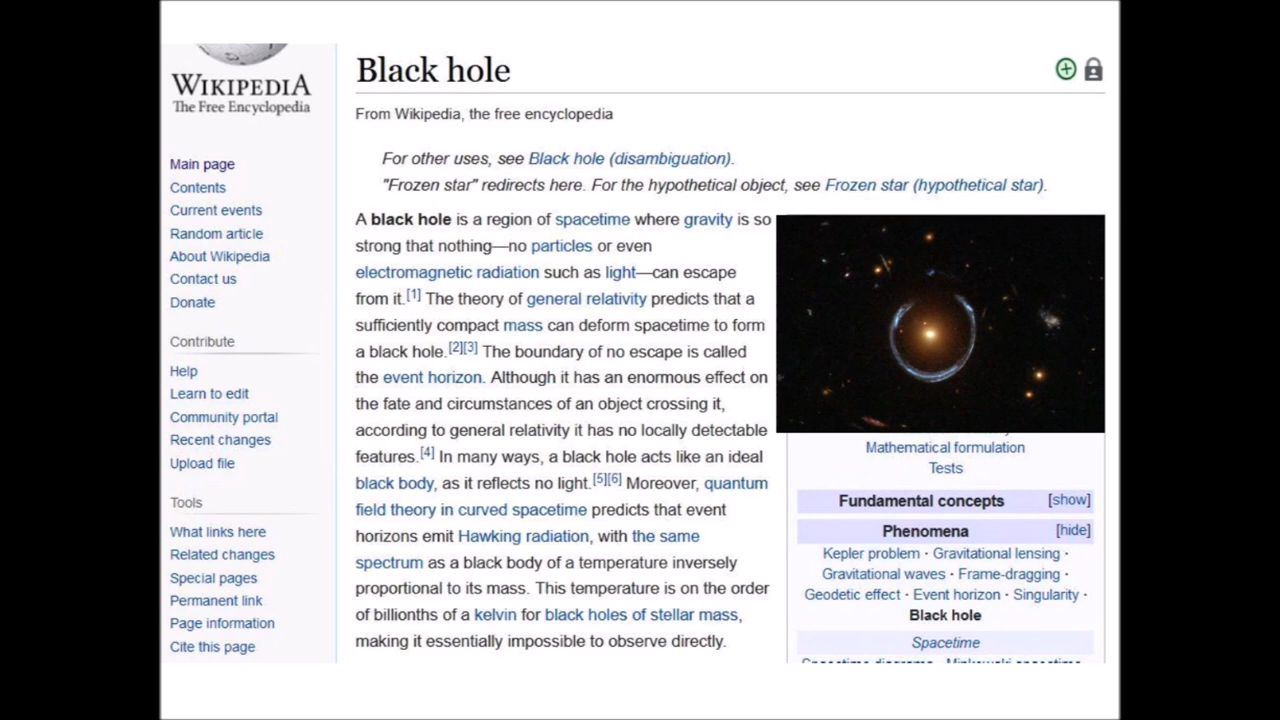 WIKIPEDIA
The Free Encyclopedia
Main page
Contents
Current events
Random article
About Wikipedia
Contact us
Donate
Contribute
Help
Learn to edit
Community portal
Recent changes
Upload file
Tools
What links here
Related changes
Special pages
Permanent link
Page information
Cite this page
Black hole
From Wikipedia, the free encyclopedia
For other uses, see Black hole (disambiguation).
"Frozen star" redirects here. For the hypothetical object, see Frozen star (hypothetical star).
A black hole is a region of spacetime where gravity is so
strong that nothing—no particles or even
electromagnetic radiation such as light—can escape
from it.[1] The theory of general relativity predicts that a
sufficiently compact mass can deform spacetime to form
a black hole.[2][3] The boundary of no escape is called
the event horizon. Although it has an enormous effect on
the fate and circumstances of an object crossing it,
according to general relativity it has no locally detectable
features.[4] In many ways, a black hole acts like an ideal
black body, as it reflects no light.[5][6] Moreover, quantum
field theory in curved spacetime predicts that event
horizons emit Hawking radiation, with the same
spectrum as a black body of a temperature inversely
proportional to its mass. This temperature is on the order
of billionths of a kelvin for black holes of stellar mass,
making it essentially impossible to observe directly.
Mathematical formulation
Tests
Fundamental concepts [show]
Phenomena [hide]
Kepler problem · Gravitational lensing ·
Gravitational waves · Frame-dragging ·
Geodetic effect · Event horizon · Singularity ·
Black hole
Spacetime
Spacetime diagrams · Minkowski spacetime